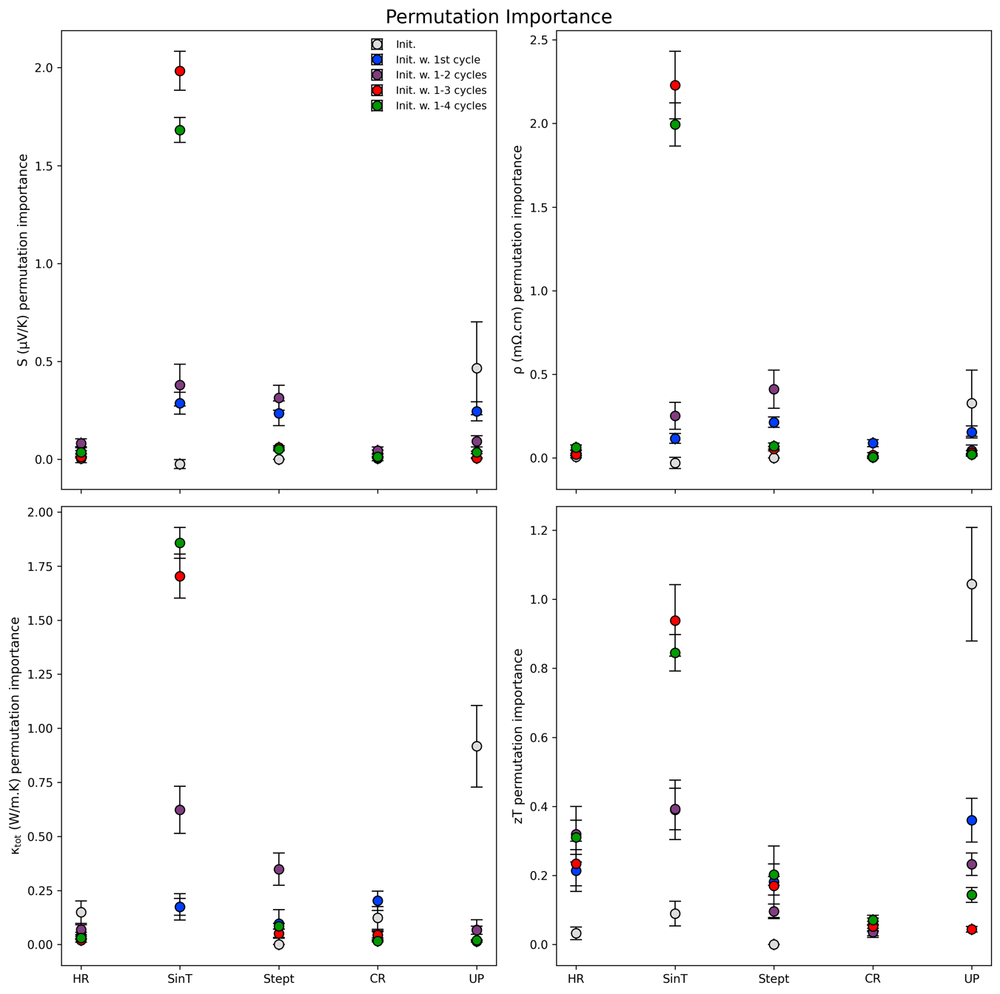 Permutation Importance
S (μV/K) permutation importance
2.0
1.5
1.0
0.5
0.0
Init.
Init. w. 1st cycle
Init. w. 1-2 cycles
Init. w. 1-3 cycles
Init. w. 1-4 cycles
ρ (mΩ.cm) permutation importance
2.5
2.0
1.5
1.0
0.5
0.0
κtot (W/m.K) permutation importance
2.00
1.75
1.50
1.25
1.00
0.75
0.50
0.25
0.00
HR SinT Stept CR UP
zT permutation importance
1.2
1.0
0.8
0.6
0.4
0.2
0.0
HR SinT Stept CR UP